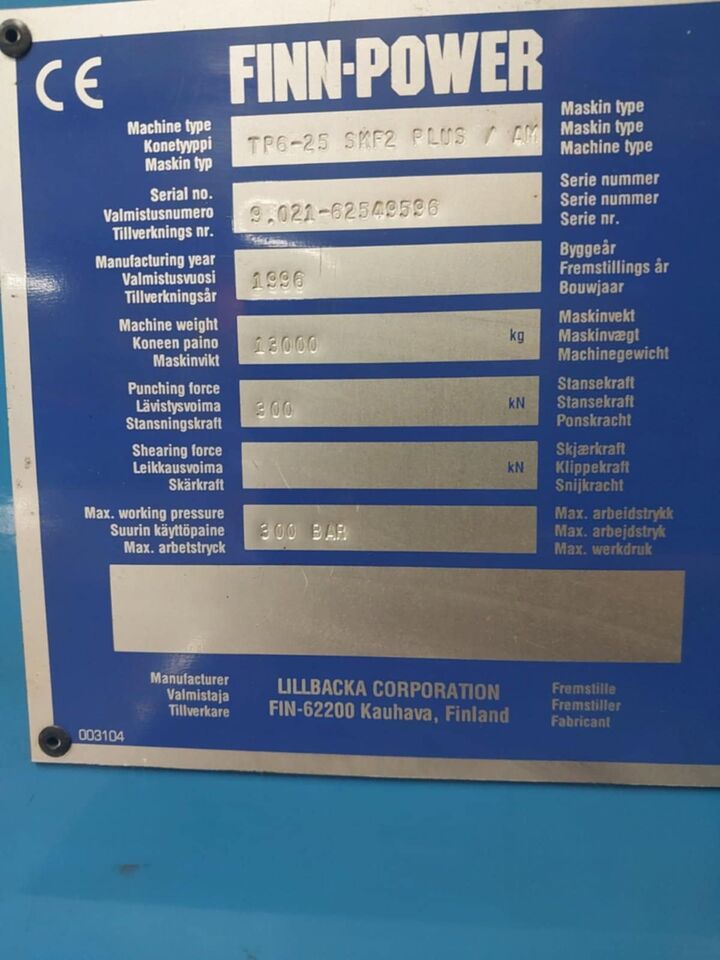 CE FINN-POWER
Machine type Maskin type
Konetyyppi TP6-25 SKF2 PLUS / AM Maskin type
Maskin typ Machine type
Serial no. Serie nummer
Valmistusnumero 9.021-62549596 Serie nummer
Tillverknings nr. Serie nr.
Manufacturing year Byggeår
Valmistusvuosi 1996 Fremstillings år
Tillverkningsår Bouwjaar
Machine weight Maskinvekt
Koneen paino 13000 kg Maskinvægt
Maskinvikt Machinegewicht
Punching force Stansekraft
Lävistysvoima 300 kN Stansekraft
Stansningskraft Ponskracht
Shearing force Skjærkraft
Leikkausvoima kN Klippekraft
Skärkraft Snijkracht
Max. working pressure Max. arbeidstrykk
Suurin käyttöpaine 300 BAR Max. arbejdstryk
Max. arbetstryck Max. werkdruk
Manufacturer Fremstille
Valmistaja LILLBACKA CORPORATION Fremstiller
Tillverkare FIN-62200 Kauhava, Finland Fabricant
003104